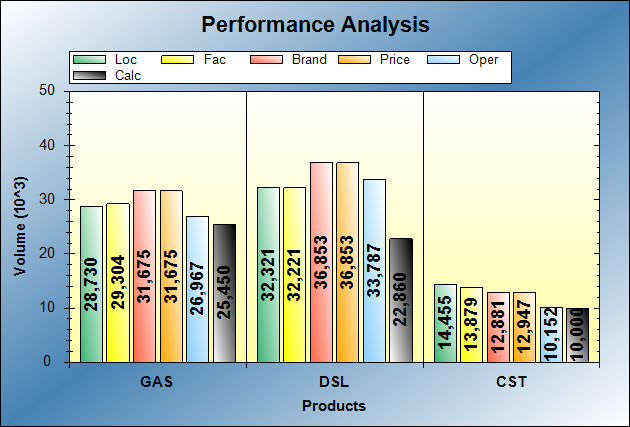 Performance Analysis
Loc Fac Brand Price Oper
Calc
50
40
30
20
10
0
Volume (10^3)
28,730 29,304 31,675 31,675 26,967 25,450
32,321 32,221 36,853 36,853 33,787 22,860
14,455 13,879 12,881 12,947 10,152 10,000
GAS DSL CST
Products